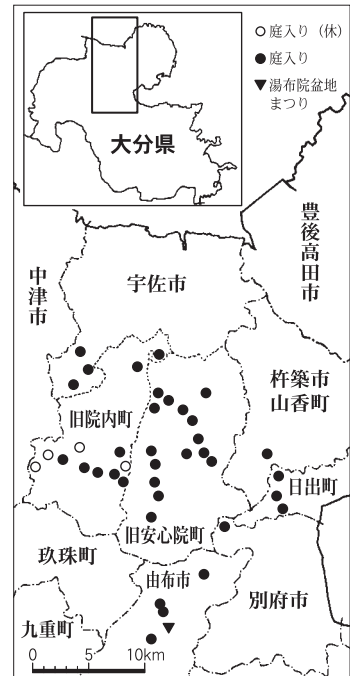 ○ 庭入り（休）
● 庭入り
▼ 湯布院盆地
まつり
大分県
豊後高田市
中津市
宇佐市
杵築市
山香町
旧院内町
日出町
旧安心院町
玖珠町
由布市
別府市
九重町
0 5 10km